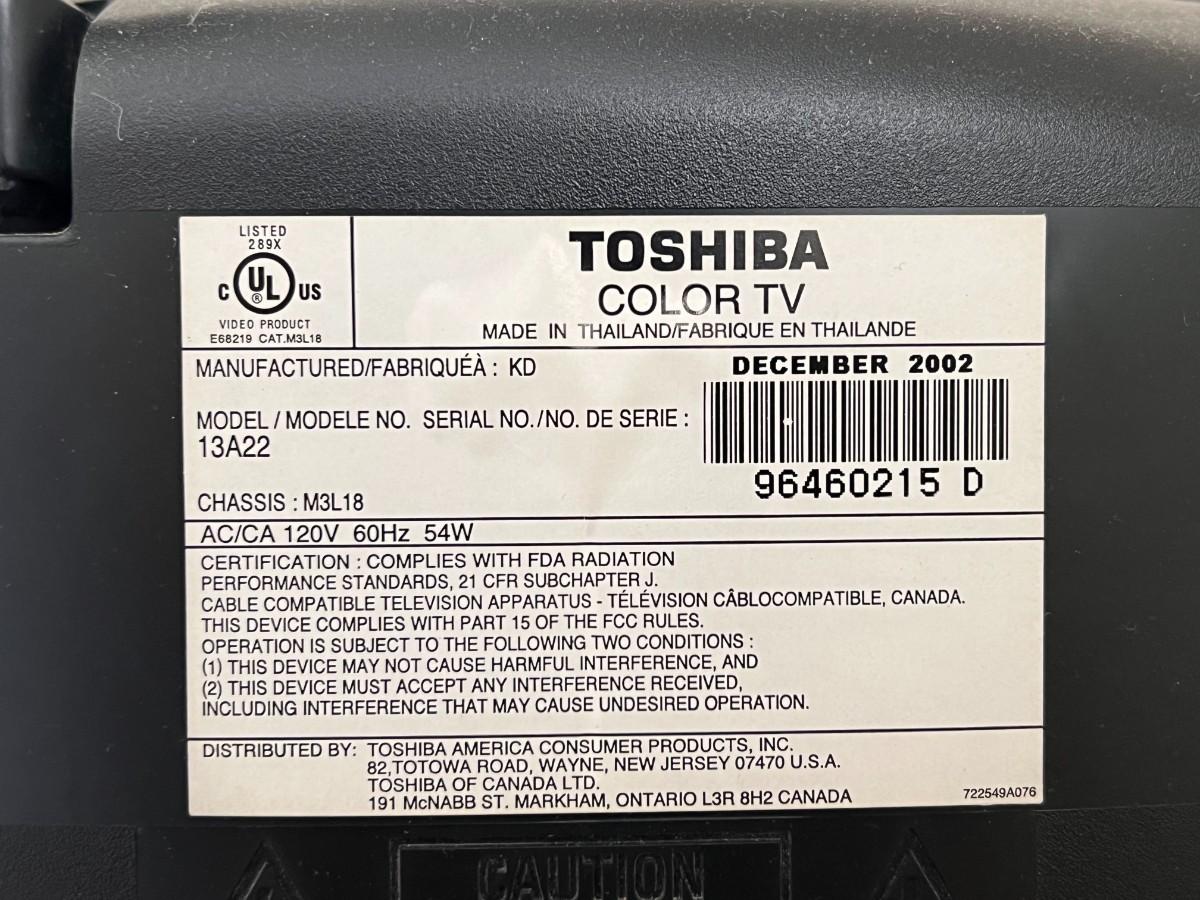 LISTED
289X
C UL ® US
VIDEO PRODUCT
E68219 CAT.M3L18
TOSHIBA
COLOR TV
MADE IN THAILAND/FABRIQUE EN THAILANDE
MANUFACTURED/FABRIQUÉÀ : KD
DECEMBER 2002
MODEL / MODELE NO. SERIAL NO./NO. DE SERIE :
13A22
96460215 D
CHASSIS : M3L18
AC/CA 120V 60Hz 54W
CERTIFICATION : COMPLIES WITH FDA RADIATION
PERFORMANCE STANDARDS, 21 CFR SUBCHAPTER J.
CABLE COMPATIBLE TELEVISION APPARATUS - TÉLÉVISION CÂBLOCOMPATIBLE, CANADA.
THIS DEVICE COMPLIES WITH PART 15 OF THE FCC RULES.
OPERATION IS SUBJECT TO THE FOLLOWING TWO CONDITIONS :
(1) THIS DEVICE MAY NOT CAUSE HARMFUL INTERFERENCE, AND
(2) THIS DEVICE MUST ACCEPT ANY INTERFERENCE RECEIVED,
INCLUDING INTERFERENCE THAT MAY CAUSE UNDESIRED OPERATION.
DISTRIBUTED BY: TOSHIBA AMERICA CONSUMER PRODUCTS, INC.
82,TOTOWA ROAD, WAYNE, NEW JERSEY 07470 U.S.A.
TOSHIBA OF CANADA LTD.
191 McNABB ST. MARKHAM, ONTARIO L3R 8H2 CANADA
722549A076
CAUTION